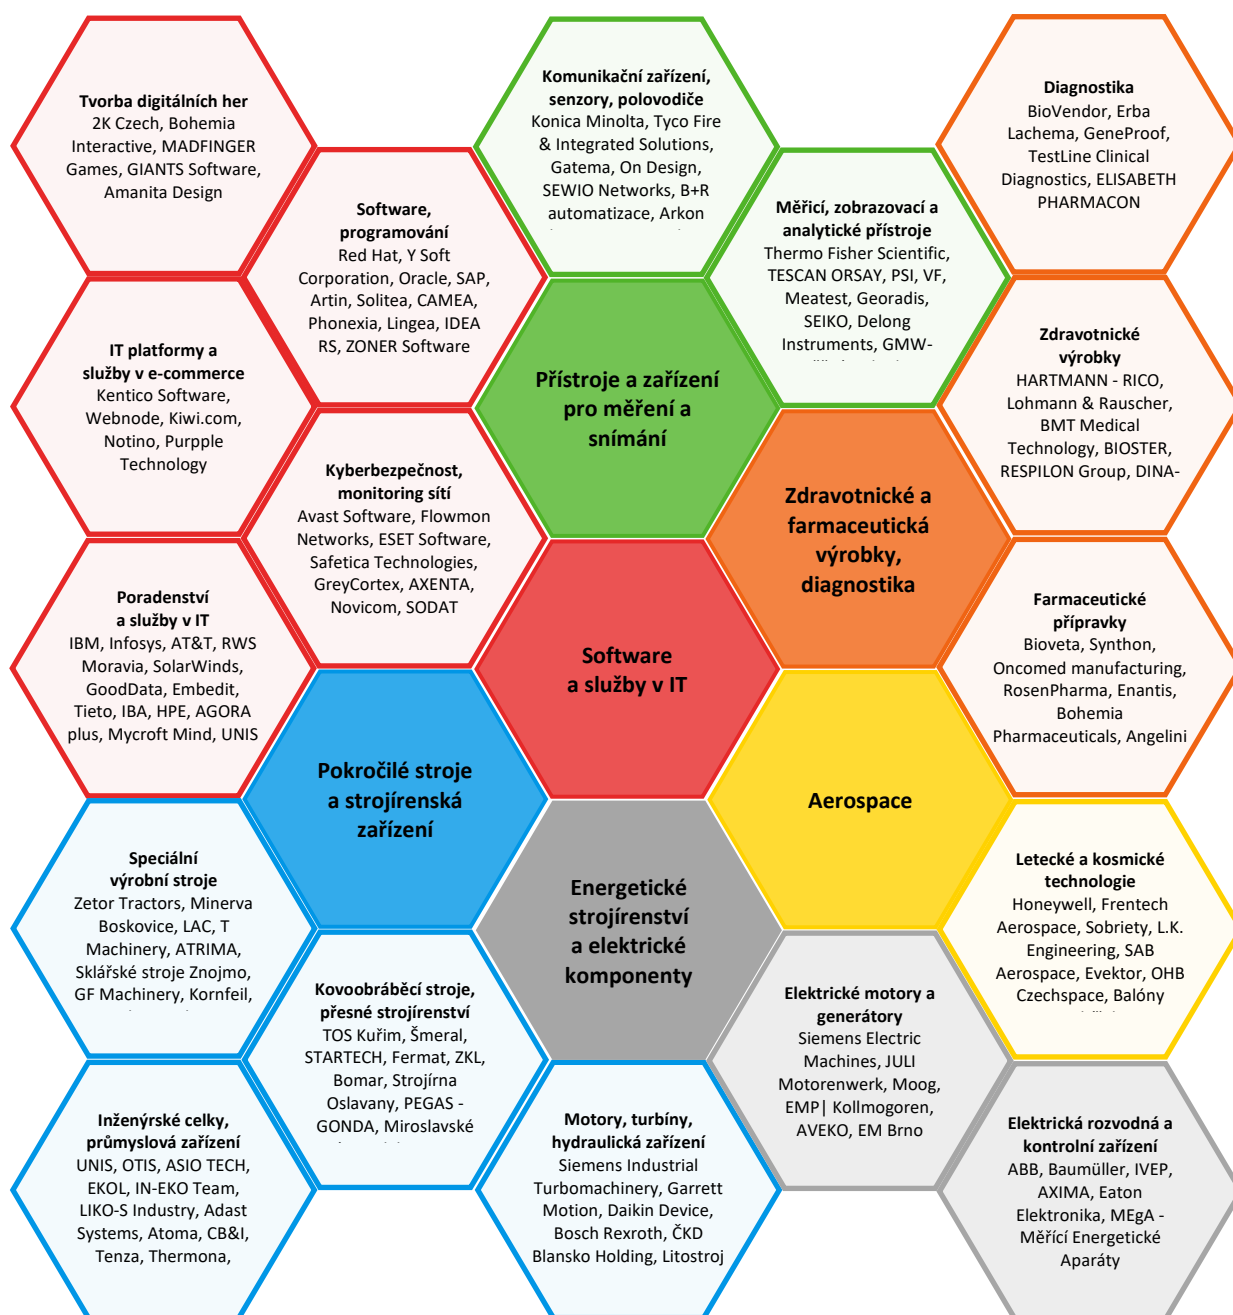 Tvorba digitálních her
2K Czech, Bohemia
Interactive, MADFINGER
Games, GIANTS Software,
Amanita Design
Komunikační zařízení,
senzory, polovodiče
Konica Minolta, Tyco Fire
& Integrated Solutions,
Gatema, On Design,
SEWIO Networks, B+R
automatizace, Arkon
Diagnostika
BioVendor, Erba
Lachema, GeneProof,
TestLine Clinical
Diagnostics, ELISABETH
PHARMACON
Software,
programování
Red Hat, Y Soft
Corporation, Oracle, SAP,
Artin, Solitea, CAMEA,
Phonexia, Lingea, IDEA
RS, ZONER Software
Měřicí, zobrazovací a
analytické přístroje
Thermo Fisher Scientific,
TESCAN ORSAY, PSI, VF,
Meatest, Georadis,
SEIKO, Delong
Instruments, GMW-
IT platformy a
služby v e-commerce
Kentico Software,
Webnode, Kiwi.com,
Notino, Purpple
Technology
Přístroje a zařízení
pro měření a
snímání
Zdravotnické
výrobky
HARTMANN - RICO,
Lohmann & Rauscher,
BMT Medical
Technology, BIOSTER,
RESPILON Group, DINA-
Kyberbezpečnost,
monitoring sítí
Avast Software, Flowmon
Networks, ESET Software,
Safetica Technologies,
GreyCortex, AXENTA,
Novicom, SODAT
Zdravotnické a
farmaceutická
výrobky,
diagnostika
Poradenství
a služby v IT
IBM, Infosys, AT&T, RWS
Moravia, SolarWinds,
GoodData, Embedit,
Tieto, IBA, HPE, AGORA
plus, Mycroft Mind, UNIS
Software
a služby v IT
Farmaceutické
přípravky
Bioveta, Synthon,
Oncomed manufacturing,
RosenPharma, Enantis,
Bohemia
Pharmaceuticals, Angelini
Pokročilé stroje
a strojírenská
zařízení
Aerospace
Speciální
výrobní stroje
Zetor Tractors, Minerva
Boskovice, LAC, T
Machinery, ATRIMA,
Sklářské stroje Znojmo,
GF Machinery, Kornfeil,
Energetické
strojírenství
a elektrické
komponenty
Letecké a kosmické
technologie
Honeywell, Frentech
Aerospace, Sobriety, L.K.
Engineering, SAB
Aerospace, Evektor, OHB
Czechspace, Balóny
Kovoobráběcí stroje,
přesné strojírenství
TOS Kuřim, Šmeral,
STARTECH, Fermat, ZKL,
Bomar, Strojírna
Oslavany, PEGAS -
GONDA, Miroslavské
Elektrické motory a
generátory
Siemens Electric
Machines, JULI
Motorenwerk, Moog,
EMP| Kollmogoren,
AVEKO, EM Brno
Inženýrské celky,
průmyslová zařízení
UNIS, OTIS, ASIO TECH,
EKOL, IN-EKO Team,
LIKO-S Industry, Adast
Systems, Atoma, CB&I,
Tenza, Thermona,
Motory, turbíny,
hydraulická zařízení
Siemens Industrial
Turbomachinery, Garrett
Motion, Daikin Device,
Bosch Rexroth, ČKD
Blansko Holding, Litostroj
Elektrická rozvodná a
kontrolní zařízení
ABB, Baumüller, IVEP,
AXIMA, Eaton
Elektronika, MEgA -
Měřící Energetické
Aparáty